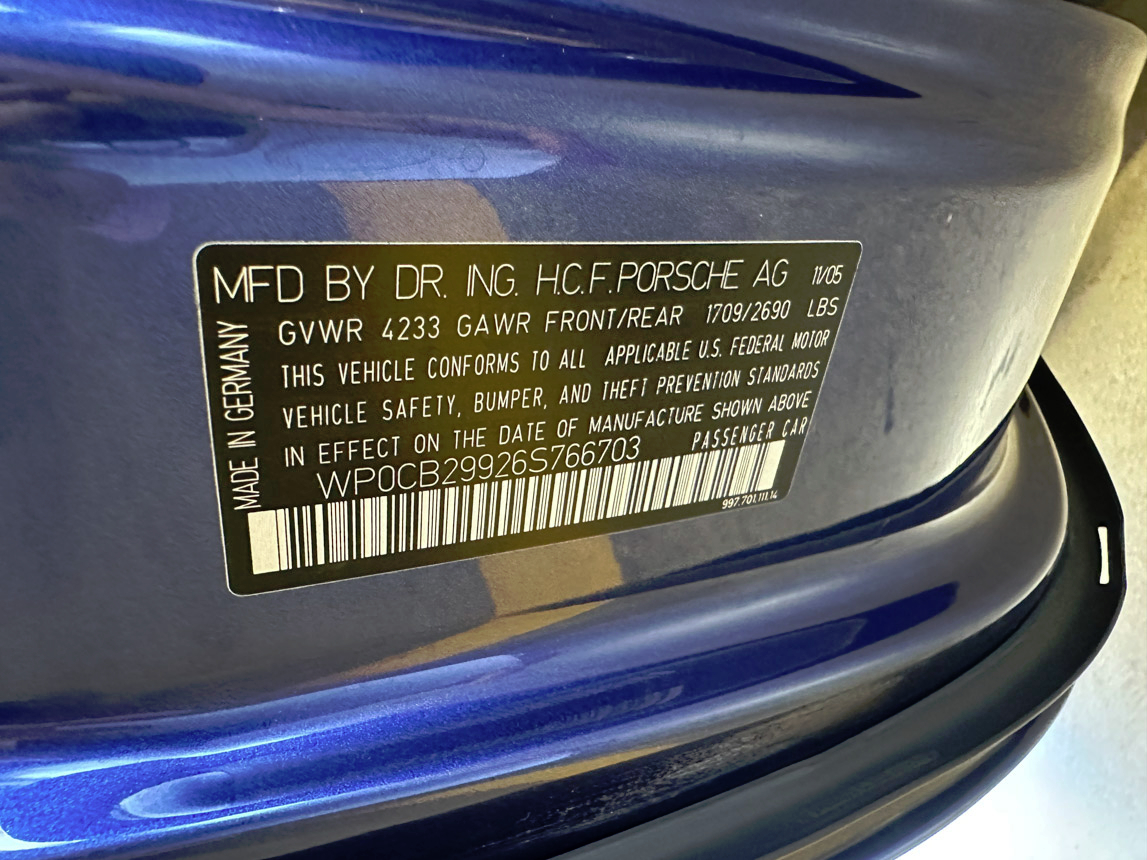 MFD BY DR. ING. H.C.F. PORSCHE AG 11/05
GVWR 4233 GAWR FRONT/REAR 1709/2690 LBS
THIS VEHICLE CONFORMS TO ALL APPLICABLE U.S. FEDERAL MOTOR
VEHICLE SAFETY, BUMPER, AND THEFT PREVENTION STANDARDS
IN EFFECT ON THE DATE OF MANUFACTURE SHOWN ABOVE
WP0CB29926S766703 PASSENGER CAR
997.701.111.14
MADE IN GERMANY